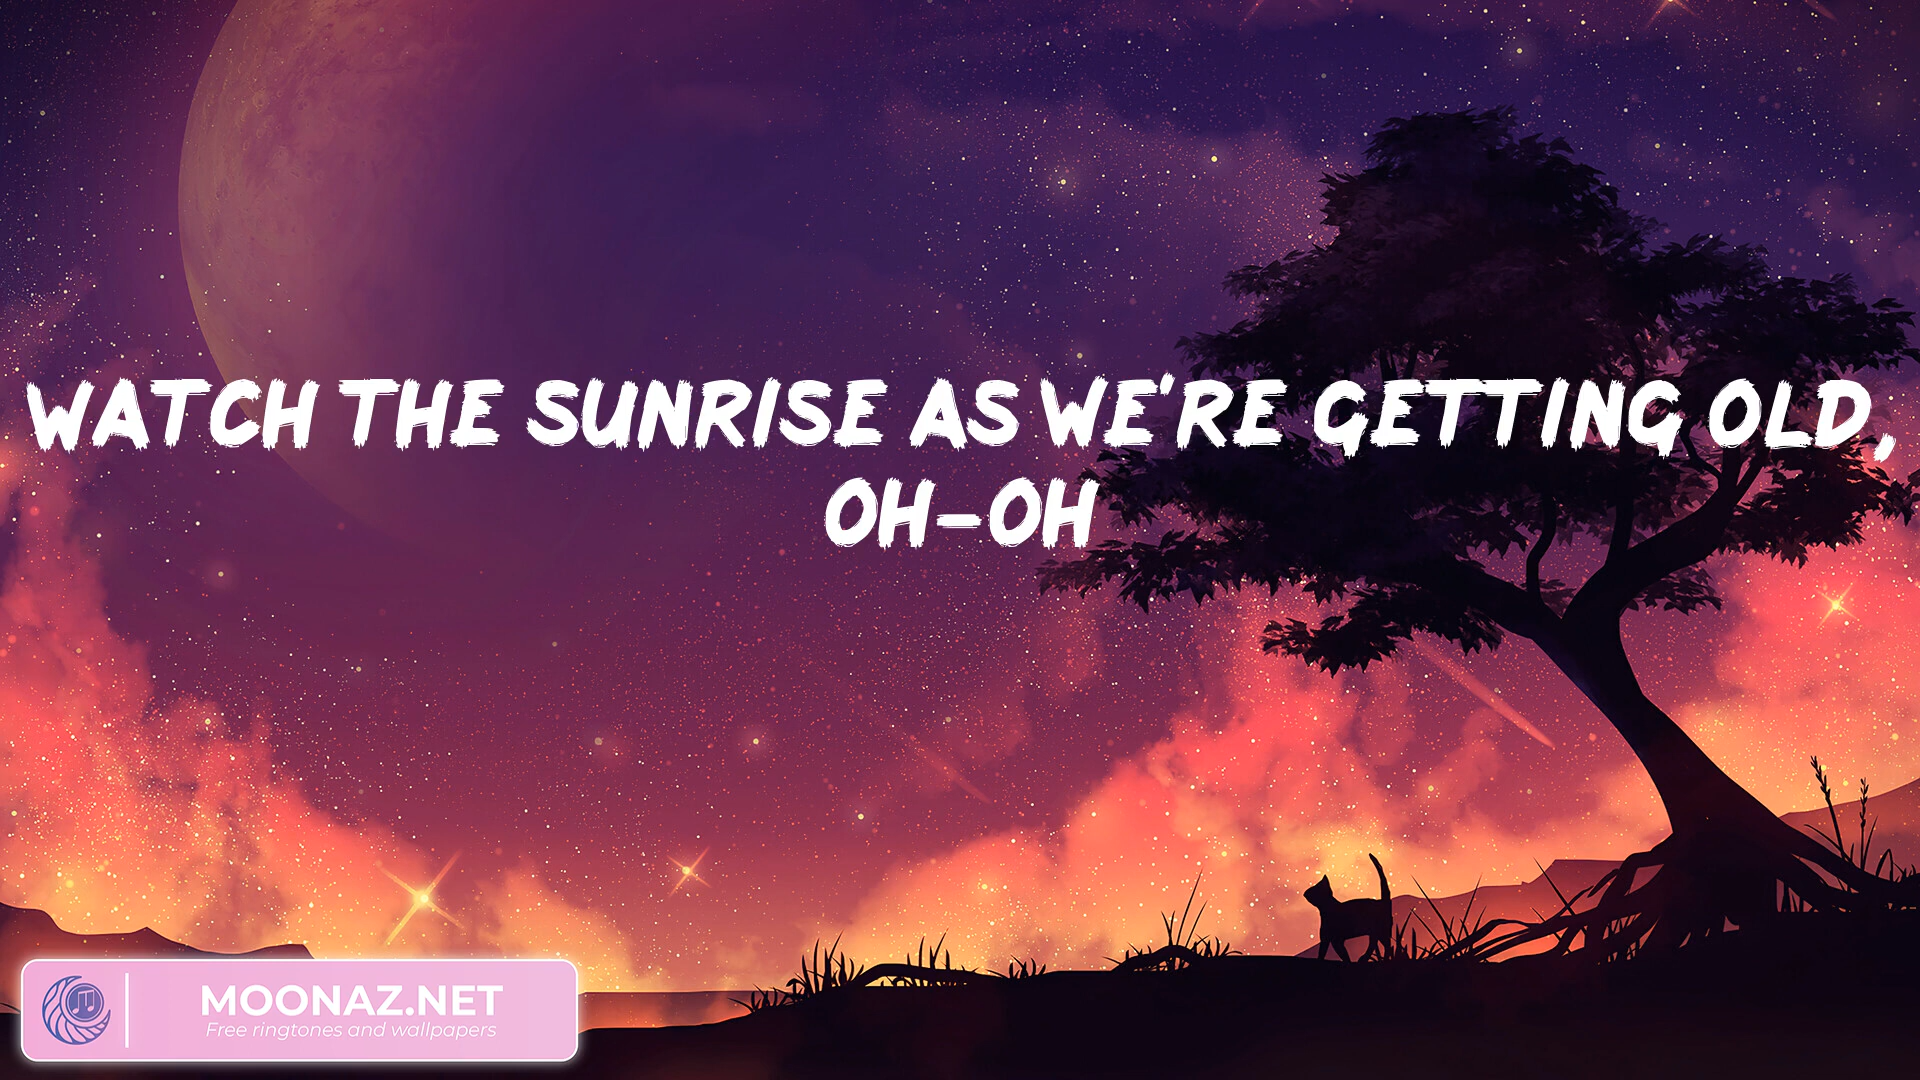 WATCH THE SUNRISE AS WE'RE GETTING OLD,
OH-OH
MOONAZ.NET
Free ringtones and wallpapers